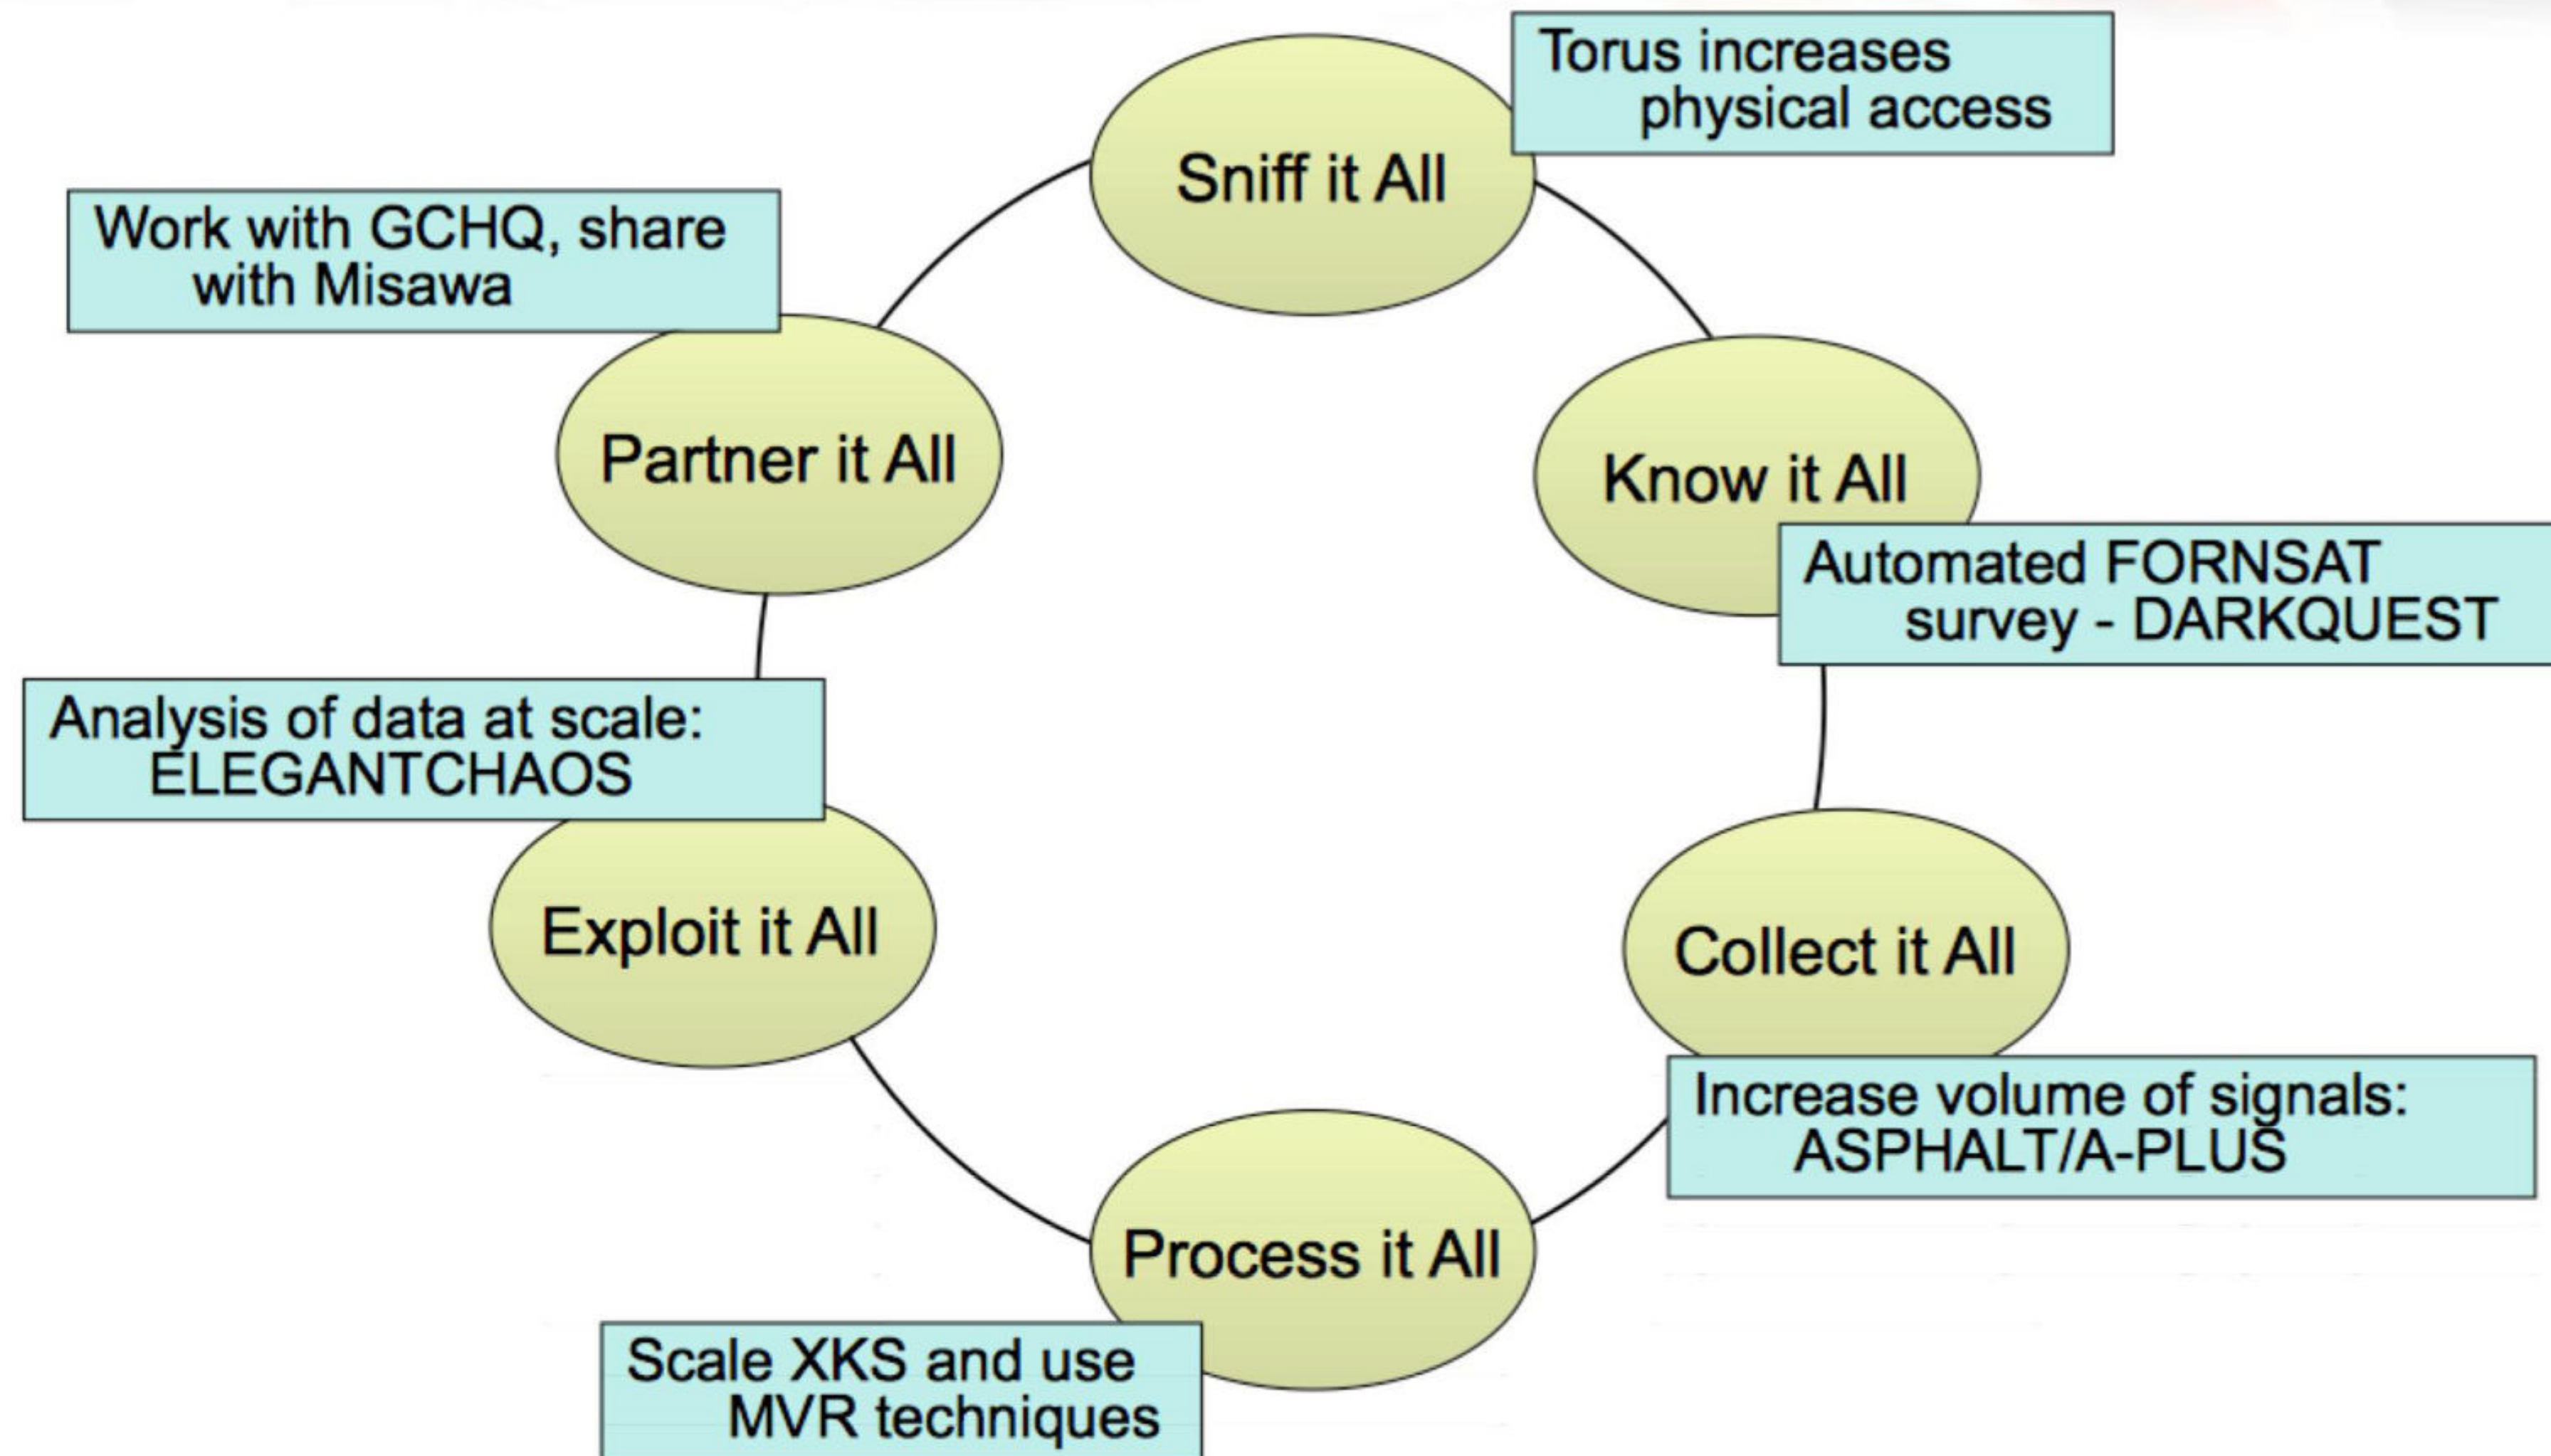 Torus increases
physical access
Sniff it All
Work with GCHQ, share
with Misawa
Partner it All
Know it All
Automated FORNSAT
survey - DARKQUEST
Analysis of data at scale:
ELEGANTCHAOS
Exploit it All
Collect it All
Increase volume of signals:
ASPHALT/A-PLUS
Process it All
Scale XKS and use
MVR techniques